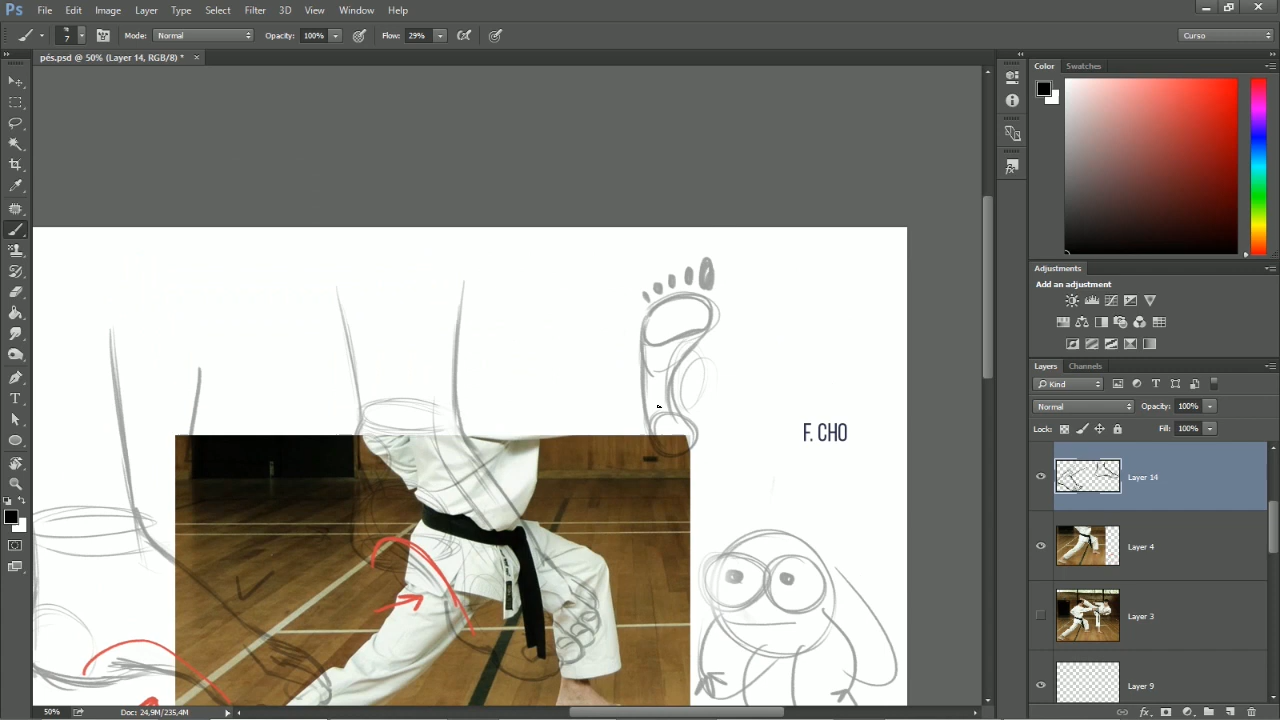 Ps File Edit Image Layer Type Select Filter 3D View Window Help
7 Mode: Normal Opacity: 100% Flow: 29% Curso
pés.psd @ 50% (Layer 14, RGB/8) *
Color Swatches
Adjustments
Add an adjustment
Layers Channels
Kind
Normal Opacity: 100%
Lock: Fill: 100%
Layer 14
Layer 4
Layer 3
Layer 9
F. CHO
50% Doc: 24,9M/235,4M